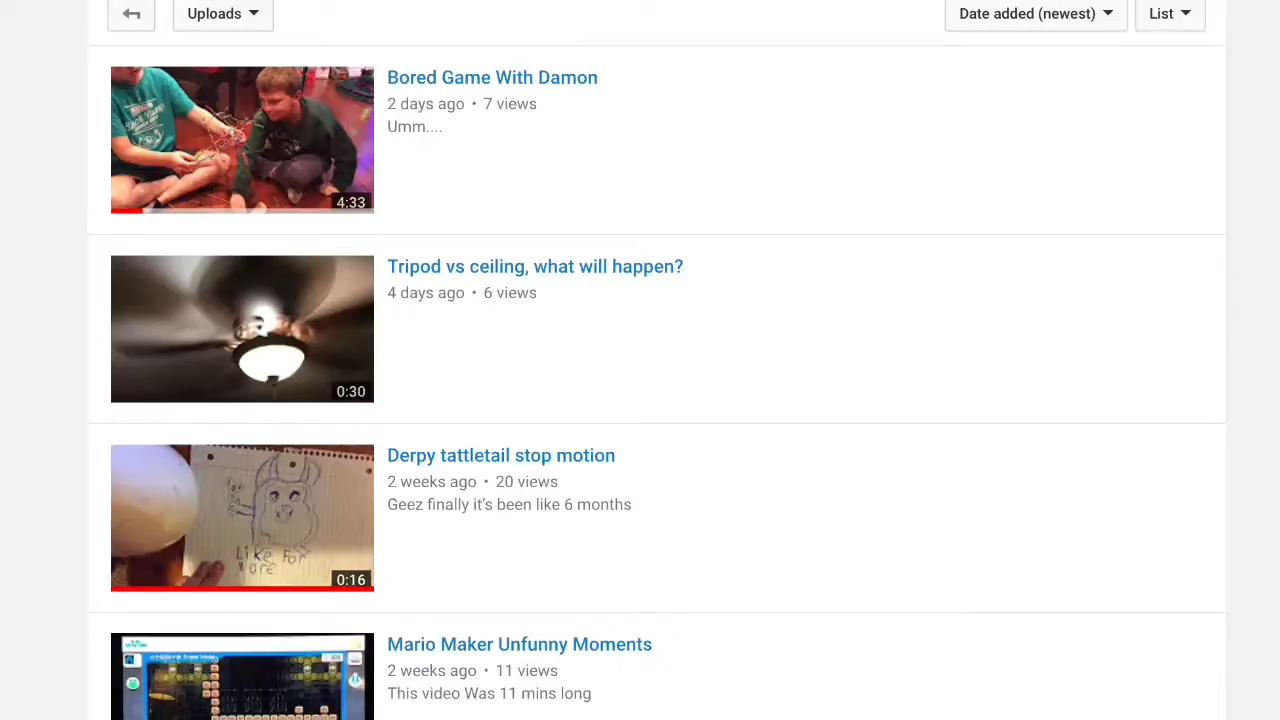 Uploads
Date added (newest)
List
Bored Game With Damon
2 days ago • 7 views
Umm....
4:33
Tripod vs ceiling, what will happen?
4 days ago • 6 views
0:30
Derpy tattletail stop motion
2 weeks ago • 20 views
Geez finally it's been like 6 months
Like For
More
0:16
Mario Maker Unfunny Moments
2 weeks ago • 11 views
This video Was 11 mins long